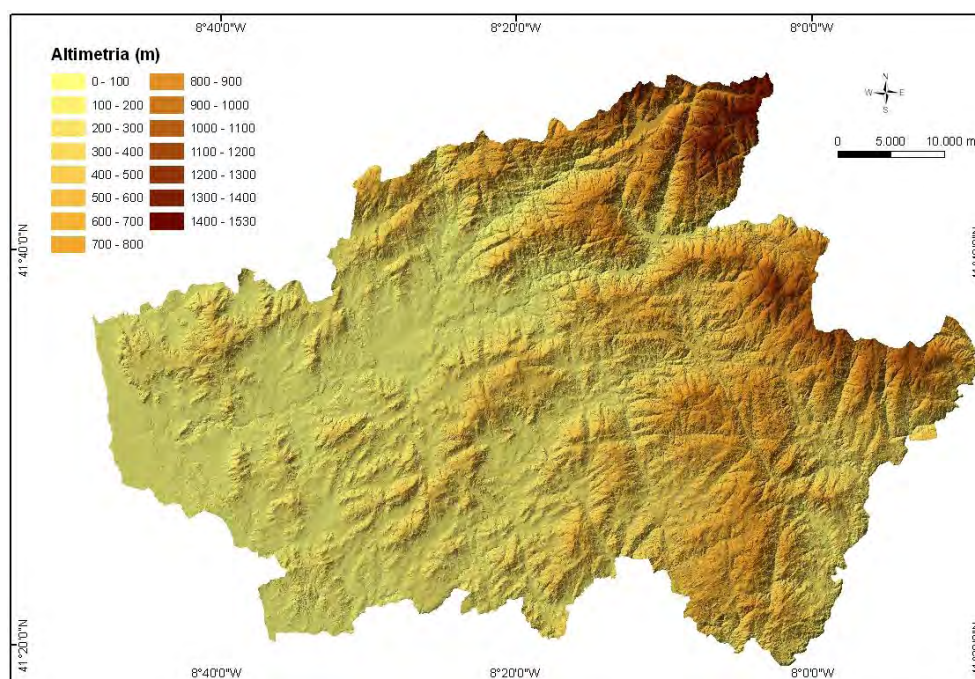 8°40'0"W 8°20'0"W 8°0'0"W
Altimetria (m)
0 - 100
100 - 200
200 - 300
300 - 400
400 - 500
500 - 600
600 - 700
700 - 800
800 - 900
900 - 1000
1000 - 1100
1100 - 1200
1200 - 1300
1300 - 1400
1400 - 1530
N
W E
S
0 5.000 10.000 m
41°40'0"N
41°20'0"N
8°40'0"W 8°20'0"W 8°0'0"W